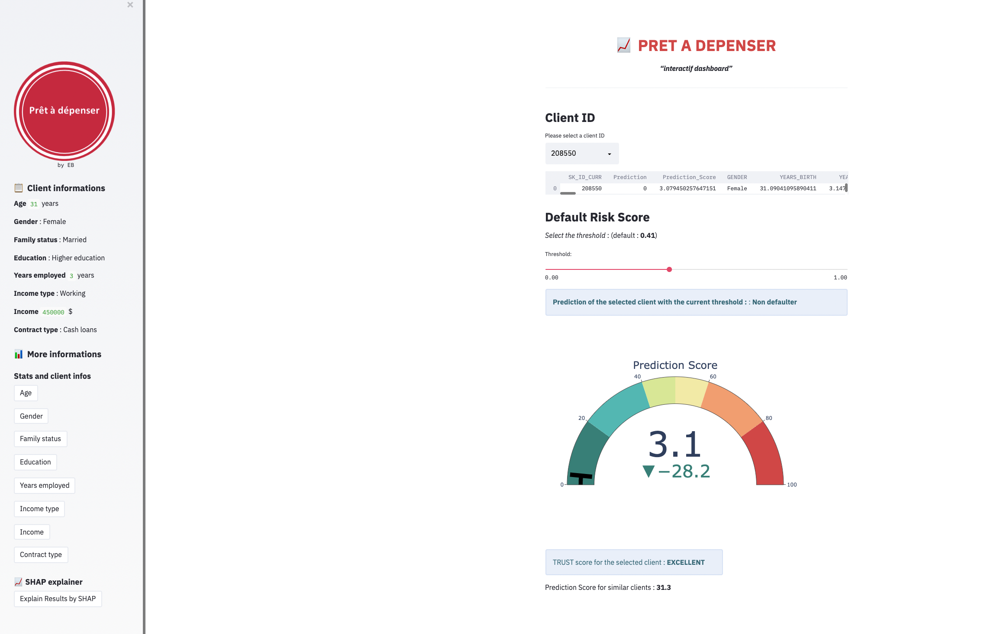 ×
Prêt à dépenser
by EB
Client informations
Age 31 years
Gender : Female
Family status : Married
Education : Higher education
Years employed 3 years
Income type : Working
Income 450000 $
Contract type : Cash loans
More informations
Stats and client infos
Age
Gender
Family status
Education
Years employed
Income type
Income
Contract type
SHAP explainer
Explain Results by SHAP
PRET A DEPENSER
“interactif dashboard”
Client ID
Please select a client ID
208550
SK_ID_CURR Prediction Prediction_Score GENDER YEARS_BIRTH YEA
0 208550 0 3.079450257647151 Female 31.09041095890411 3.147
Default Risk Score
Select the threshold : (default : 0.41)
Threshold:
0.00 1.00
Prediction of the selected client with the current threshold : : Non defaulter
Prediction Score
40 60
20 80
3.1
▼−28.2
0 100
TRUST score for the selected client : EXCELLENT
Prediction Score for similar clients : 31.3